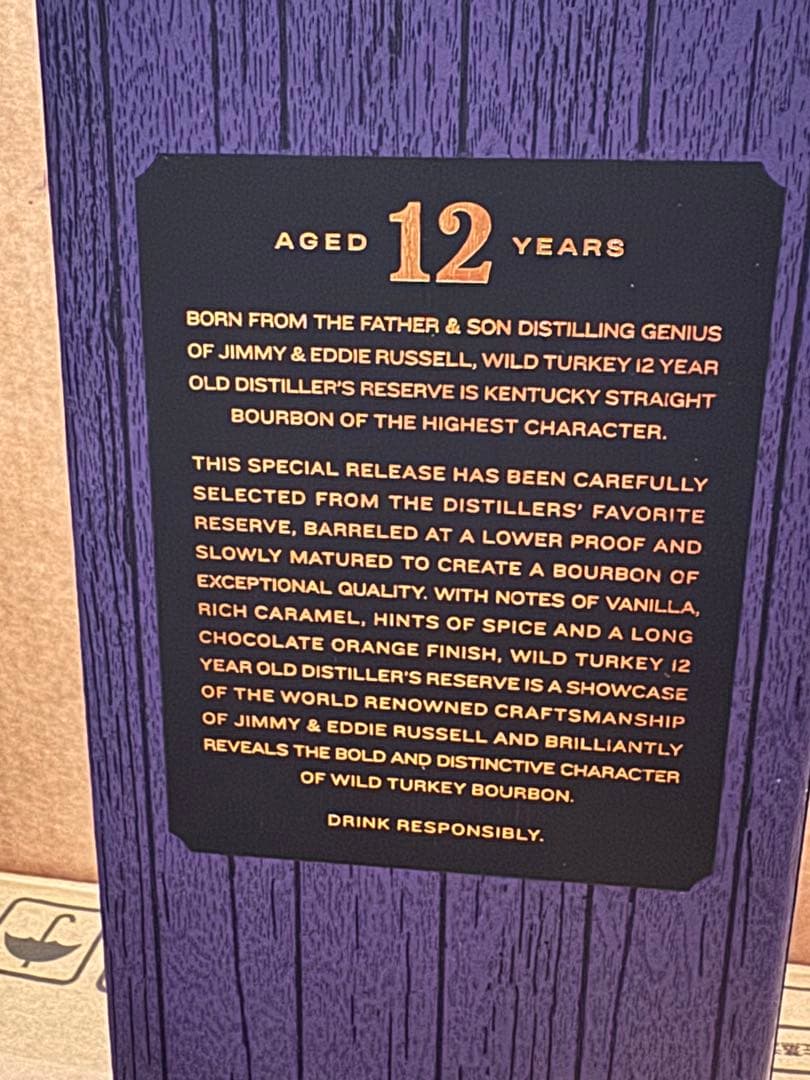 AGED 12 YEARS
BORN FROM THE FATHER & SON DISTILLING GENIUS
OF JIMMY & EDDIE RUSSELL, WILD TURKEY 12 YEAR
OLD DISTILLER'S RESERVE IS KENTUCKY STRAIGHT
BOURBON OF THE HIGHEST CHARACTER.
THIS SPECIAL RELEASE HAS BEEN CAREFULLY
SELECTED FROM THE DISTILLERS' FAVORITE
RESERVE, BARRELED AT A LOWER PROOF AND
SLOWLY MATURED TO CREATE A BOURBON OF
EXCEPTIONAL QUALITY. WITH NOTES OF VANILLA,
RICH CARAMEL, HINTS OF SPICE AND A LONG
CHOCOLATE ORANGE FINISH, WILD TURKEY 12
YEAR OLD DISTILLER'S RESERVE IS A SHOWCASE
OF THE WORLD RENOWNED CRAFTSMANSHIP
OF JIMMY & EDDIE RUSSELL AND BRILLIANTLY
REVEALS THE BOLD AND DISTINCTIVE CHARACTER
OF WILD TURKEY BOURBON.
DRINK RESPONSIBLY.